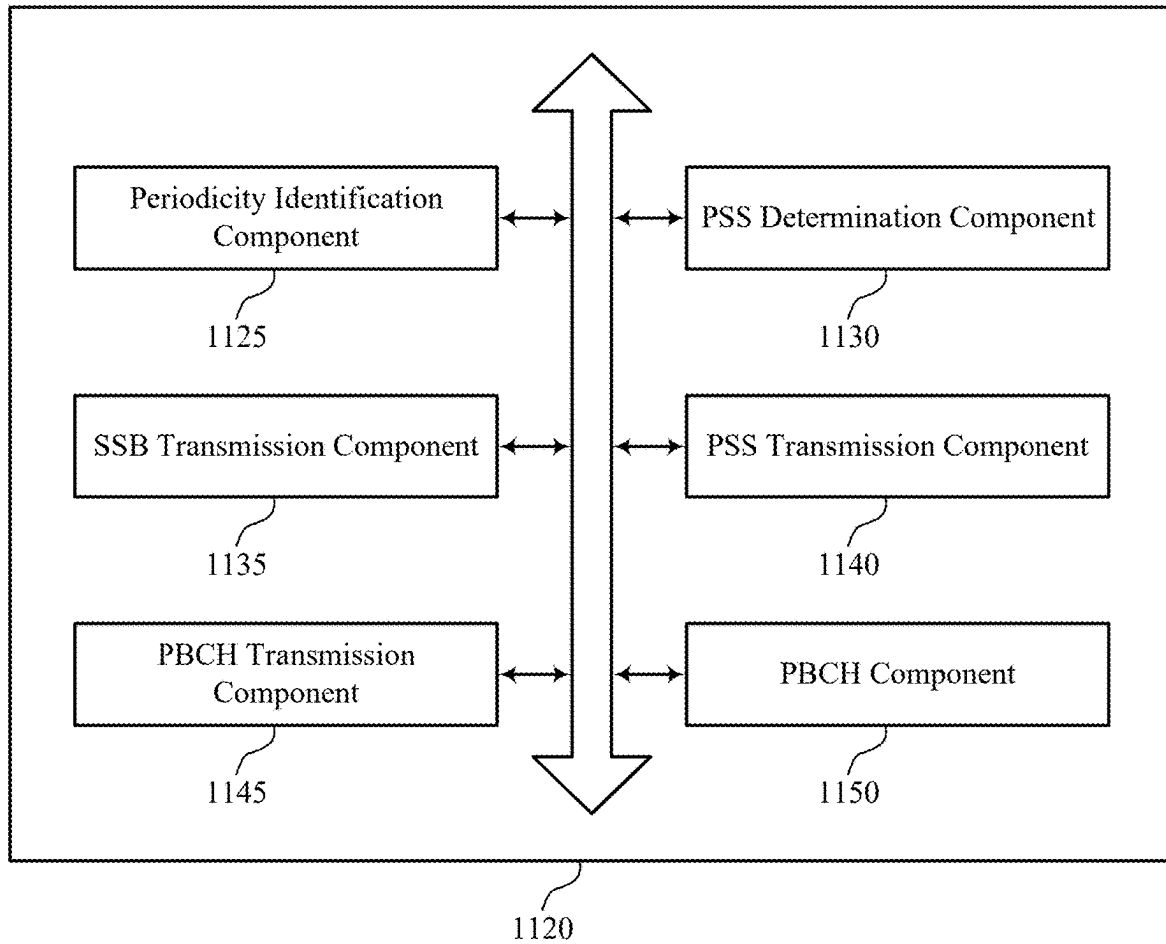 Periodicity Identification
Component
1125
PSS Determination Component
1130
SSB Transmission Component
1135
PSS Transmission Component
1140
PBCH Transmission
Component
1145
PBCH Component
1150
1120